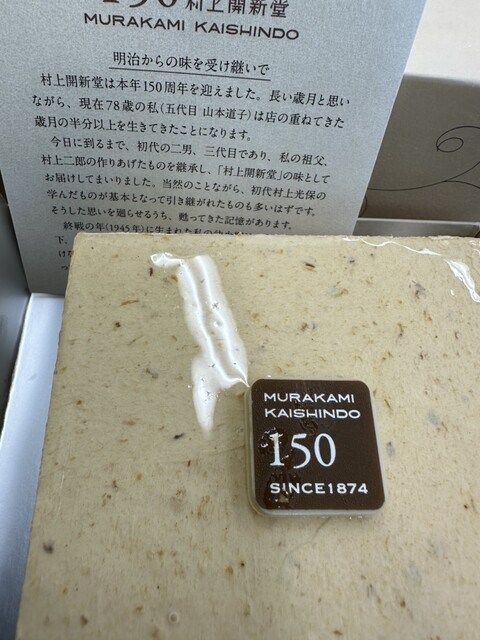 村上開新堂
MURAKAMI KAISHINDO
明治からの味を受け継いで
村上開新堂は本年150周年を迎えました。長い歳月と思い
ながら、現在78歳の私(五代目 山本道子)は店の重ねてきた
歳月の半分以上を生きてきたことになります。
今日に到るまで、初代の二男、三代目であり、私の祖父、
村上二郎の作りあげたものを継承し、「村上開新堂」の味として
お届けしてまいりました。当然のことながら、初代村上光保の
学んだものが基本となって引き継がれたものも多いはずです。
そうした思いを廻らせるうち、甦ってきた記憶があります。
終戦の年(1945年)に生まれた私の
下、
け
MURAKAMI
KAISHINDO
150
SINCE1874